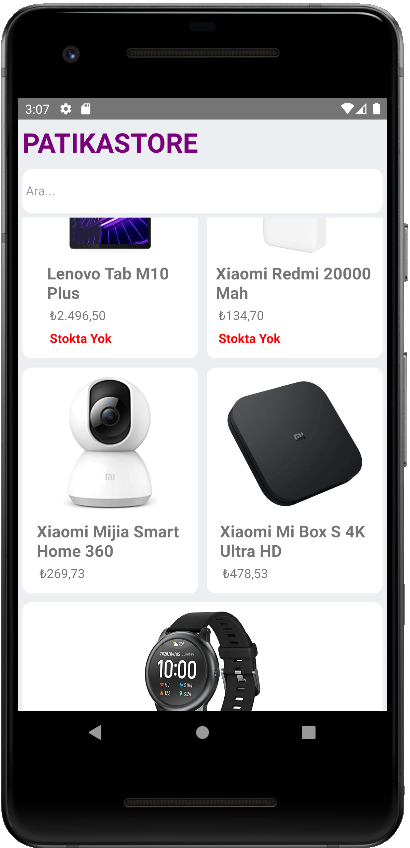 3:07
PATIKASTORE
Ara...
Lenovo Tab M10
Plus
₺2.496,50
Stokta Yok
Xiaomi Redmi 20000
Mah
₺134,70
Stokta Yok
mi
Xiaomi Mijia Smart
Home 360
₺269,73
mi
Xiaomi Mi Box S 4K
Ultra HD
₺478,53
10:00